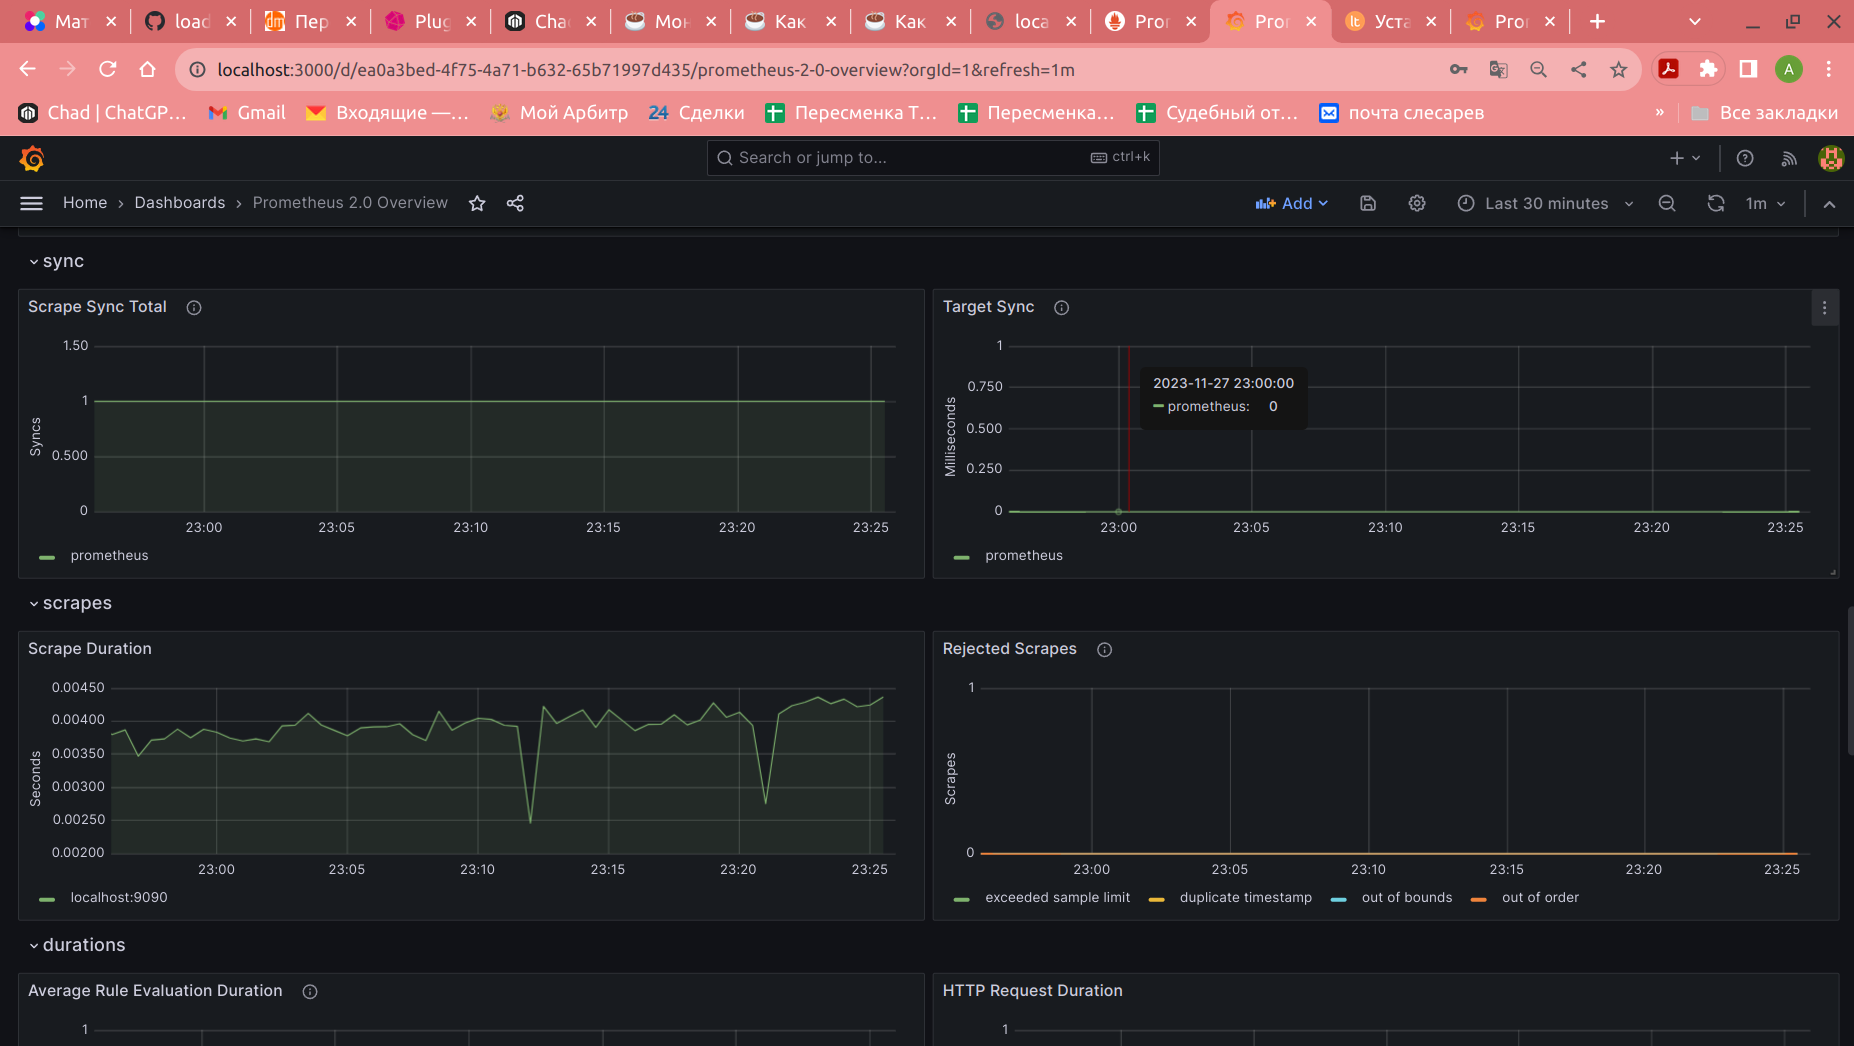 Мат
load
Пер
Plug
Cha
Мон
Как
Как
loca
Pror
Pror
Уста
Pror
localhost:3000/d/ea0a3bed-4f75-4a71-b632-65b71997d435/prometheus-2-0-overview?orgId=1&refresh=1m
A
Chad | ChatGP...
Gmail
Входящие —...
Мой Арбитр
24 Сделки
Пересменка Т...
Пересменка...
Судебный от...
почта слесарев
»
Все закладки
Search or jump to...
ctrl+k
Home › Dashboards › Prometheus 2.0 Overview
Add
Last 30 minutes
1m
sync
Scrape Sync Total
1.50
1
0.500
0
Syncs
23:00 23:05 23:10 23:15 23:20 23:25
prometheus
Target Sync
1
0.750
0.500
0.250
0
Milliseconds
2023-11-27 23:00:00
prometheus: 0
23:00 23:05 23:10 23:15 23:20 23:25
prometheus
scrapes
Scrape Duration
0.00450
0.00400
0.00350
0.00300
0.00250
0.00200
Seconds
23:00 23:05 23:10 23:15 23:20 23:25
localhost:9090
Rejected Scrapes
1
0
Scrapes
23:00 23:05 23:10 23:15 23:20 23:25
exceeded sample limit duplicate timestamp out of bounds out of order
durations
Average Rule Evaluation Duration
1
HTTP Request Duration
1